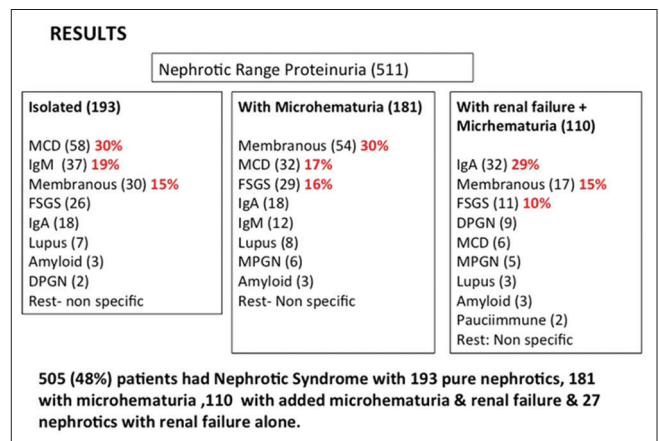 RESULTS
Nephrotic Range Proteinuria (511)
Isolated (193)
MCD (58) 30%
IgM (37) 19%
Membranous (30) 15%
FSGS (26)
IgA (18)
Lupus (7)
Amyloid (3)
DPGN (2)
Rest- non specific
With Microhematuria (181)
Membranous (54) 30%
MCD (32) 17%
FSGS (29) 16%
IgA (18)
IgM (12)
Lupus (8)
MPGN (6)
Amyloid (3)
Rest- Non specific
With renal failure +
Micrhematuria (110)
IgA (32) 29%
Membranous (17) 15%
FSGS (11) 10%
DPGN (9)
MCD (6)
MPGN (5)
Lupus (3)
Amyloid (3)
Pauciimmune (2)
Rest: Non specific
505 (48%) patients had Nephrotic Syndrome with 193 pure nephrotics, 181
with microhematuria ,110 with added microhematuria & renal failure & 27
nephrotics with renal failure alone.